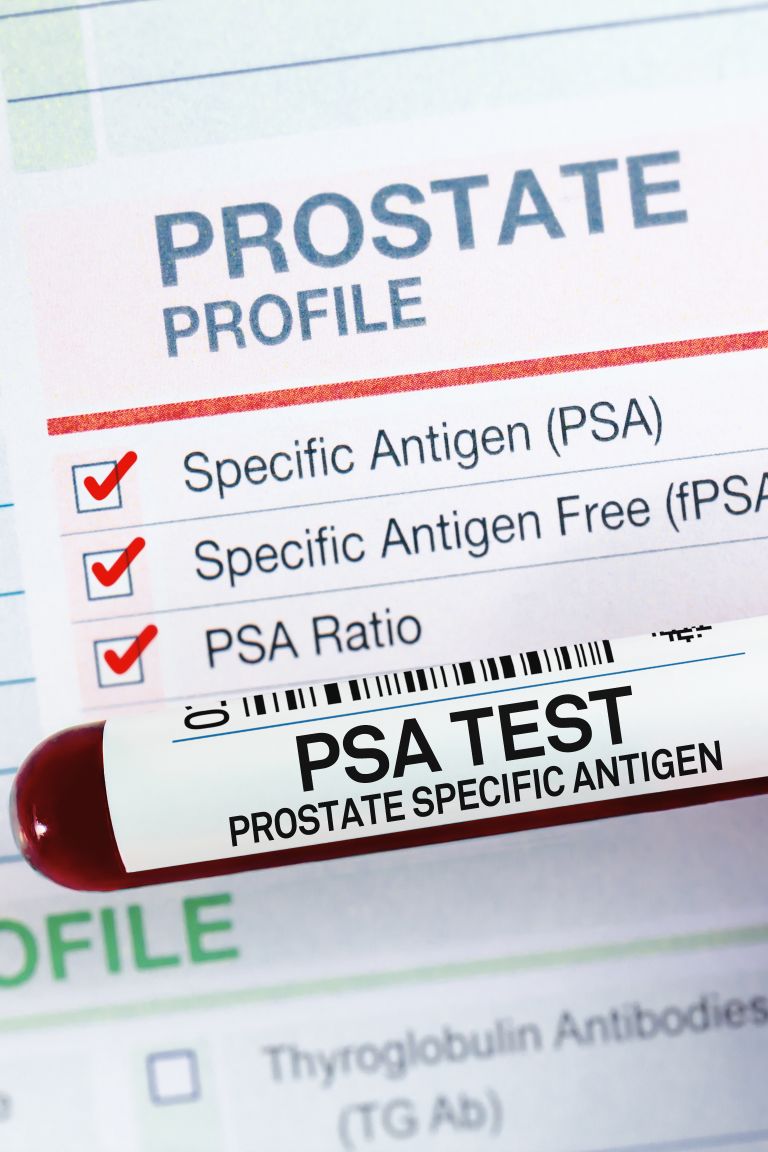 PROSTATE
PROFILE
Specific Antigen (PSA)
Specific Antigen Free (fPSA
PSA Ratio
PSA TEST
PROSTATE SPECIFIC ANTIGEN
OFILE
Thyroglobulin Antibodies
(TG Ab)